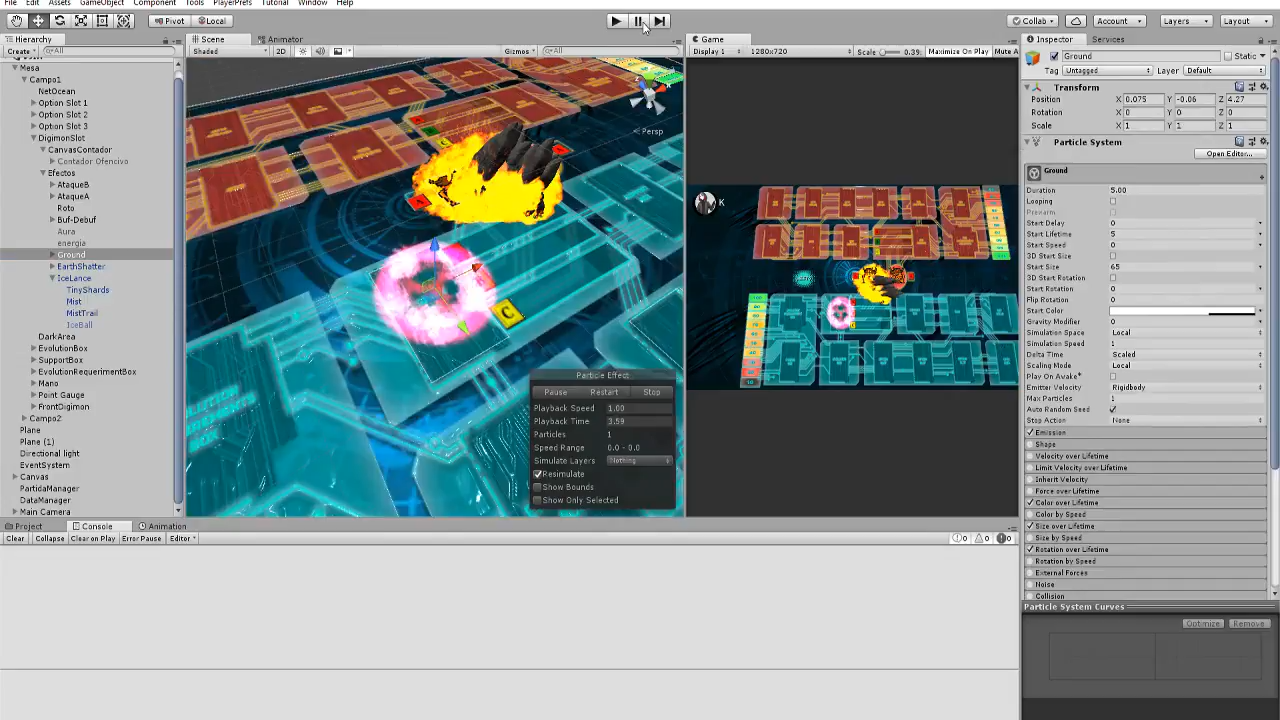 File Edit Assets GameObject Component Tools PlayerPrefs Tutorial Window Help
Pivot Local
Collab Account Layers Layout
Hierarchy
Create All
Mesa
Campo1
NetOcean
Option Slot 1
Option Slot 2
Option Slot 3
DigimonSlot
CanvasContador
Contador Ofencivo
Efectos
AtaqueB
AtaqueA
Roto
Buf-Debuf
Aura
energia
Ground
EarthShatter
IceLance
TinyShards
Mist
MistTrail
IceBall
DarkArea
EvolutionBox
SupportBox
EvolutionRequerimentBox
Mano
Point Gauge
FrontDigimon
Campo2
Plane
Plane (1)
Directional light
EventSystem
Canvas
PartidaManager
DataManager
Main Camera
Scene Animator
Shaded 2D Gizmos All
Persp
C
Particle Effect
Pause Restart Stop
Playback Speed 1.00
Playback Time 3.59
Particles 1
Speed Range 0.0 - 0.0
Simulate Layers Nothing
Resimulate
Show Bounds
Show Only Selected
Game
Display 1 1280x720 Scale 0.39: Maximize On Play Mute A
K
Inspector Services
Ground Static
Tag Untagged Layer Default
Transform
Position X 0.075 Y -0.06 Z 4.27
Rotation X 0 Y 0 Z 0
Scale X 1 Y 1 Z 1
Particle System
Open Editor...
Ground
Duration 5.00
Looping
Prewarm
Start Delay 0
Start Lifetime 5
Start Speed 0
3D Start Size
Start Size 65
3D Start Rotation
Start Rotation 0
Flip Rotation 0
Start Color
Gravity Modifier 0
Simulation Space Local
Simulation Speed 1
Delta Time Scaled
Scaling Mode Local
Play On Awake*
Emitter Velocity Rigidbody
Max Particles 1
Auto Random Seed
Stop Action None
Emission
Shape
Velocity over Lifetime
Limit Velocity over Lifetime
Inherit Velocity
Force over Lifetime
Color over Lifetime
Color by Speed
Size over Lifetime
Size by Speed
Rotation over Lifetime
Rotation by Speed
External Forces
Noise
Collision
Particle System Curves
Optimize Remove
Project Console Animation
Clear Collapse Clear on Play Error Pause Editor 0 0 0